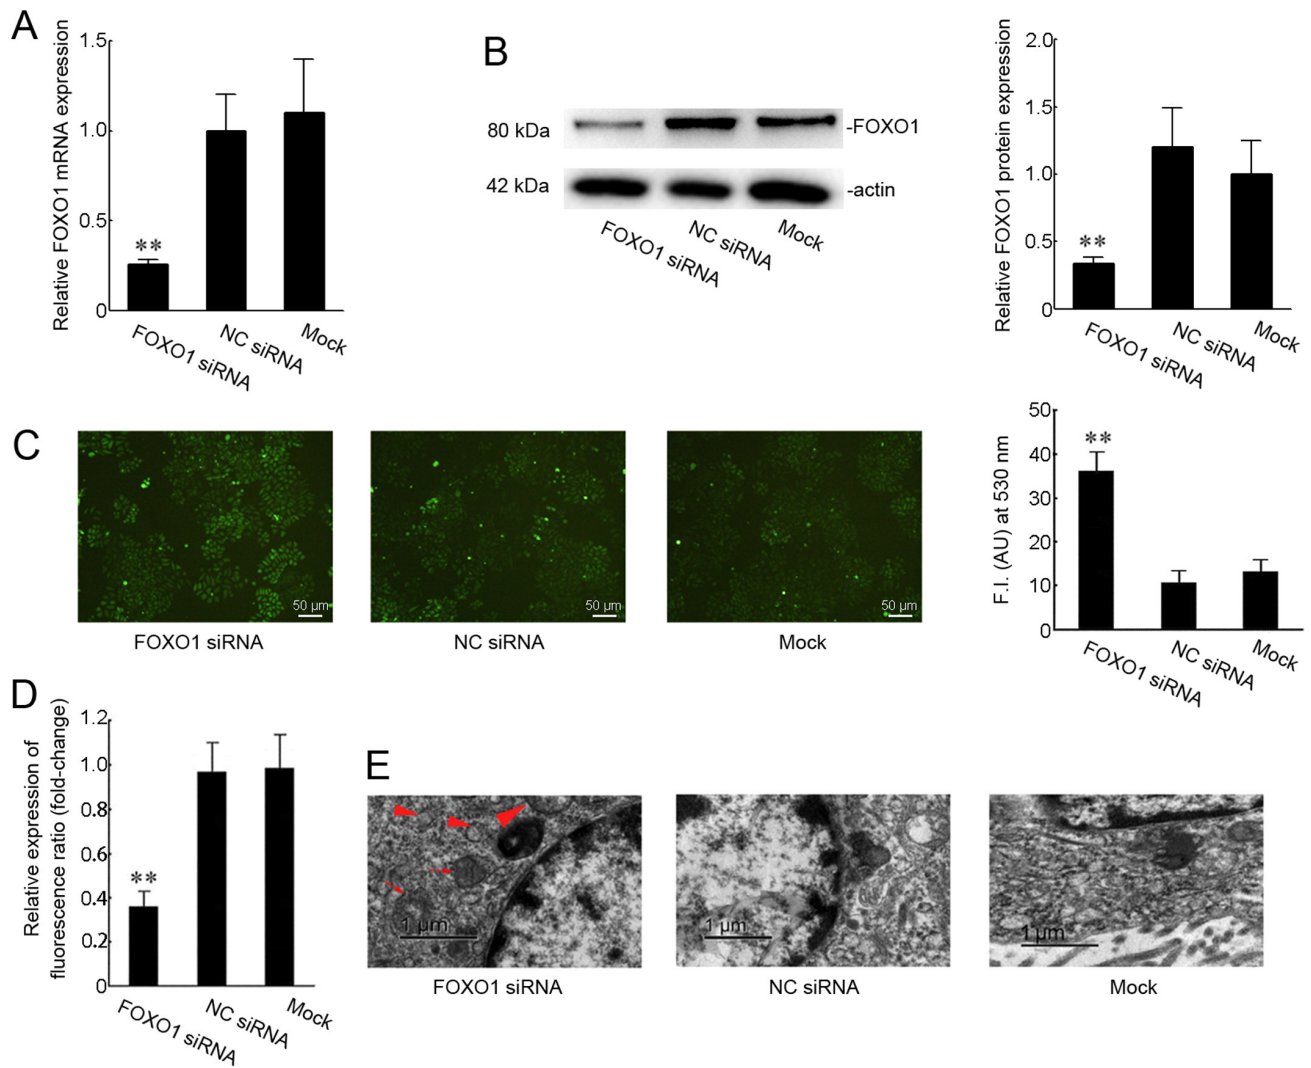 A
Relative FOXO1 mRNA expression
1.5
1.0
0.5
0
**
FOXO1 siRNA
NC siRNA
Mock
B
80 kDa
-FOXO1
42 kDa
-actin
FOXO1 siRNA
NC siRNA
Mock
Relative FOXO1 protein expression
2.0
1.5
1.0
0.5
0
**
FOXO1 siRNA
NC siRNA
Mock
C
50 µm
50 µm
50 µm
FOXO1 siRNA
NC siRNA
Mock
F.I. (AU) at 530 nm
50
40
30
20
10
0
**
FOXO1 siRNA
NC siRNA
Mock
D
Relative expression of
fluorescence ratio (fold-change)
1.2
1.0
0.8
0.6
0.4
0.2
0
**
FOXO1 siRNA
NC siRNA
Mock
E
1 µm
1 µm
1 µm
FOXO1 siRNA
NC siRNA
Mock